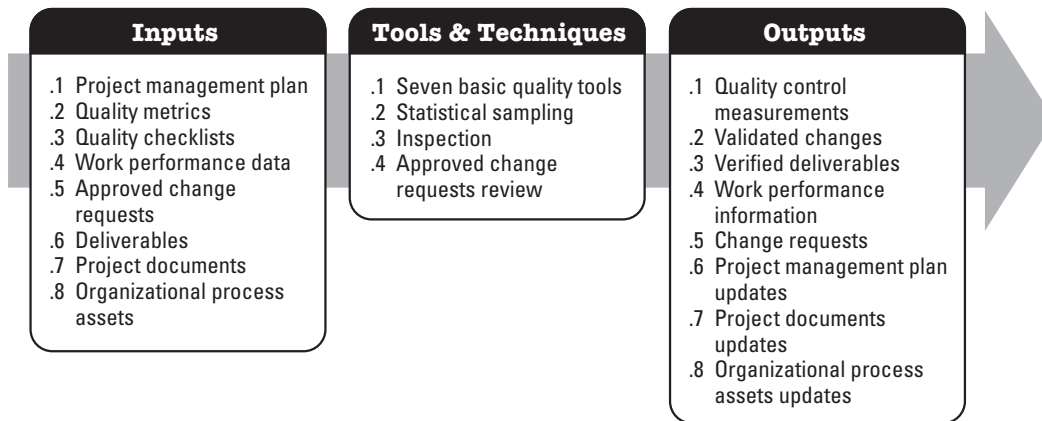 Inputs
.1 Project management plan
.2 Quality metrics
.3 Quality checklists
.4 Work performance data
.5 Approved change
requests
.6 Deliverables
.7 Project documents
.8 Organizational process
assets
Tools & Techniques
.1 Seven basic quality tools
.2 Statistical sampling
.3 Inspection
.4 Approved change
requests review
Outputs
.1 Quality control
measurements
.2 Validated changes
.3 Verified deliverables
.4 Work performance
information
.5 Change requests
.6 Project management plan
updates
.7 Project documents
updates
.8 Organizational process
assets updates